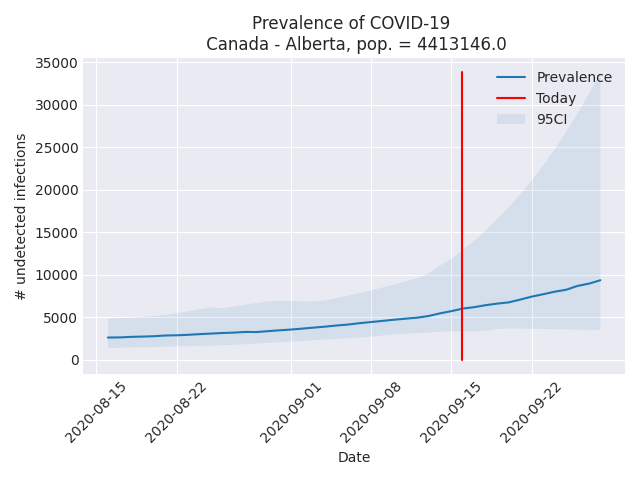 Prevalence of COVID-19
Canada - Alberta, pop. = 4413146.0
35000
30000
25000
20000
15000
10000
5000
0
# undetected infections
Prevalence
Today
95CI
2020-08-15
2020-08-22
2020-09-01
2020-09-08
2020-09-15
2020-09-22
Date